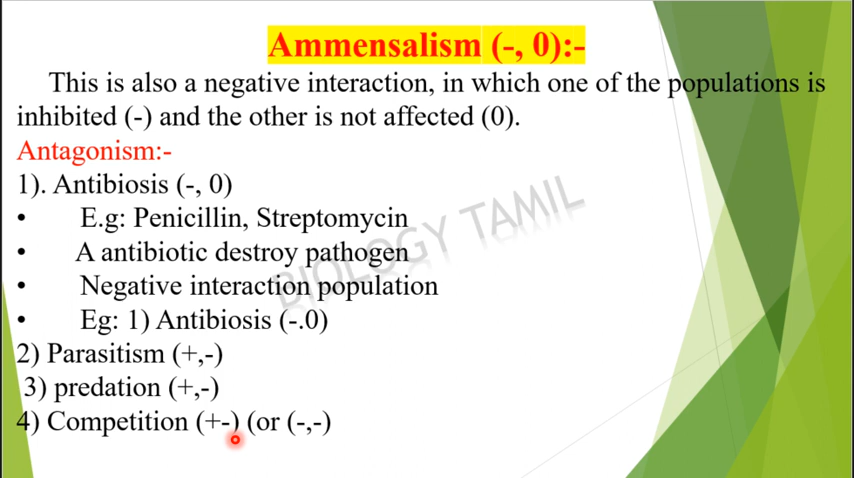 Ammensalism (-, 0):-
This is also a negative interaction, in which one of the populations is
inhibited (-) and the other is not affected (0).
Antagonism:-
1). Antibiosis (-, 0)
• E.g: Penicillin, Streptomycin
• A antibiotic destroy pathogen
• Negative interaction population
• Eg: 1) Antibiosis (-.0)
2) Parasitism (+,-)
3) predation (+,-)
4) Competition (+-) (or (-,-)
BIOLOGY TAMIL